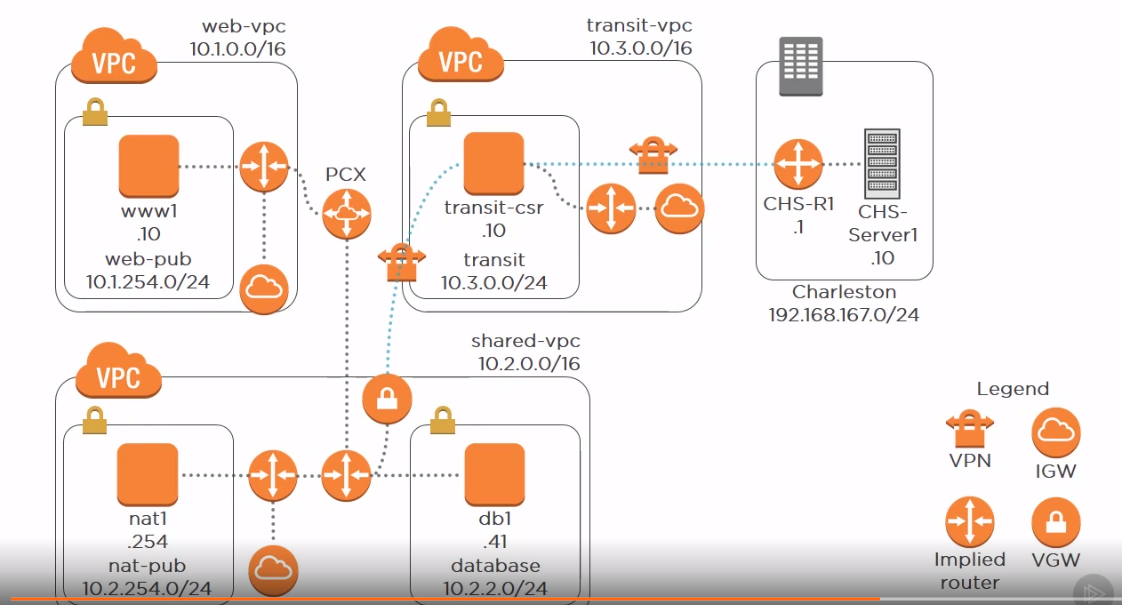 web-vpc
10.1.0.0/16
VPC
www1
.10
web-pub
10.1.254.0/24
PCX
transit-vpc
10.3.0.0/16
VPC
transit-csr
.10
transit
10.3.0.0/24
CHS-R1
.1
CHS-
Server1
.10
Charleston
192.168.167.0/24
shared-vpc
10.2.0.0/16
VPC
nat1
.254
nat-pub
10.2.254.0/24
db1
.41
database
10.2.2.0/24
Legend
VPN
IGW
Implied
router
VGW